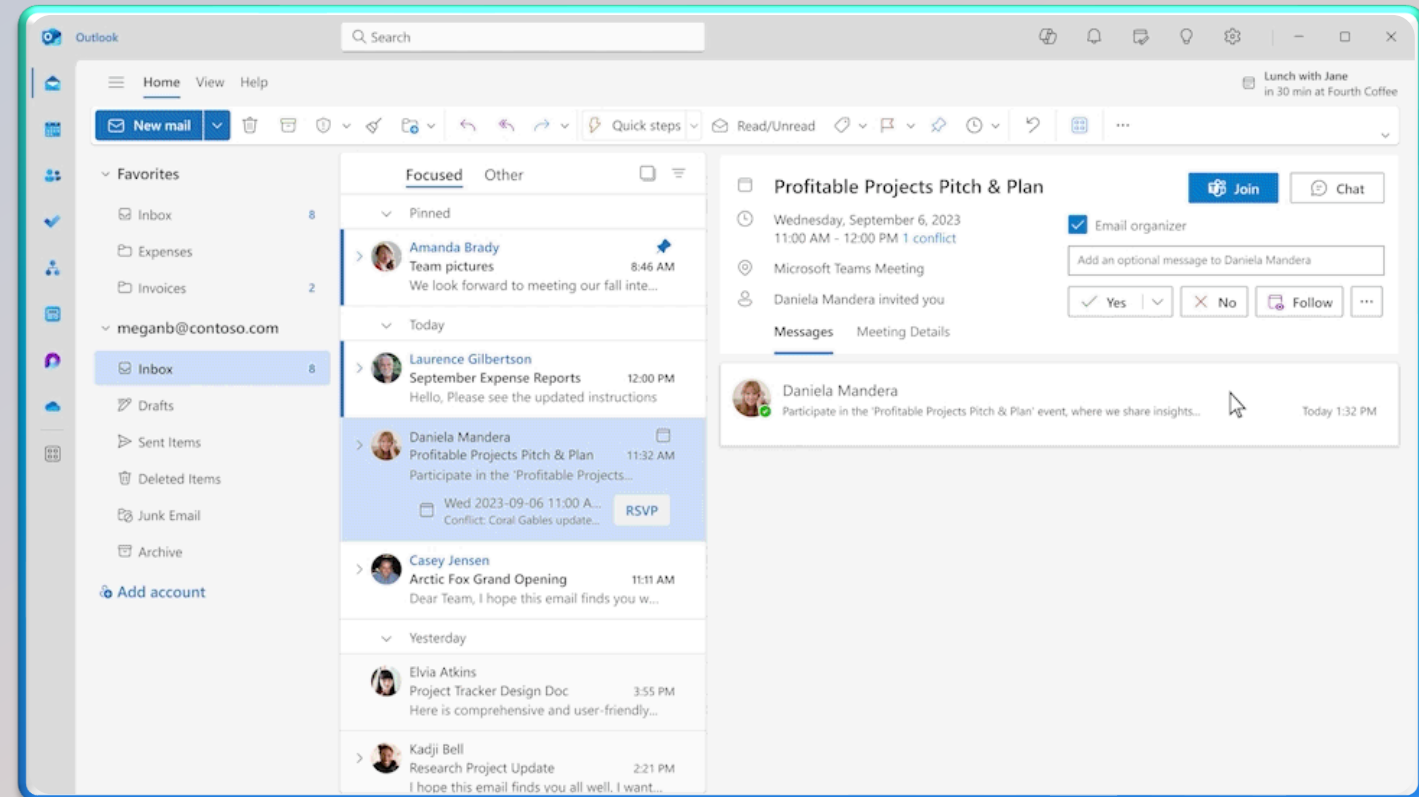 Outlook
Search
Home View Help
Lunch with Jane
in 30 min at Fourth Coffee
New mail
Quick steps
Read/Unread
Favorites
Inbox 8
Expenses
Invoices 2
meganb@contoso.com
Inbox 8
Drafts
Sent Items
Deleted Items
Junk Email
Archive
Add account
Focused Other
Pinned
Amanda Brady
Team pictures 8:46 AM
We look forward to meeting our fall inte...
Today
Laurence Gilbertson
September Expense Reports 12:00 PM
Hello, Please see the updated instructions
Daniela Mandera
Profitable Projects Pitch & Plan 11:32 AM
Participate in the 'Profitable Projects...
Wed 2023-09-06 11:00 A...
Conflict: Coral Gables update...
RSVP
Casey Jensen
Arctic Fox Grand Opening 11:11 AM
Dear Team, I hope this email finds you w...
Yesterday
Elvia Atkins
Project Tracker Design Doc 3:55 PM
Here is comprehensive and user-friendly...
Kadji Bell
Research Project Update 2:21 PM
I hope this email finds you all well. I want...
Profitable Projects Pitch & Plan
Join
Chat
Wednesday, September 6, 2023
11:00 AM - 12:00 PM 1 conflict
Microsoft Teams Meeting
Daniela Mandera invited you
Email organizer
Add an optional message to Daniela Mandera
Yes No Follow ...
Messages Meeting Details
Daniela Mandera
Participate in the 'Profitable Projects Pitch & Plan' event, where we share insights...
Today 1:32 PM